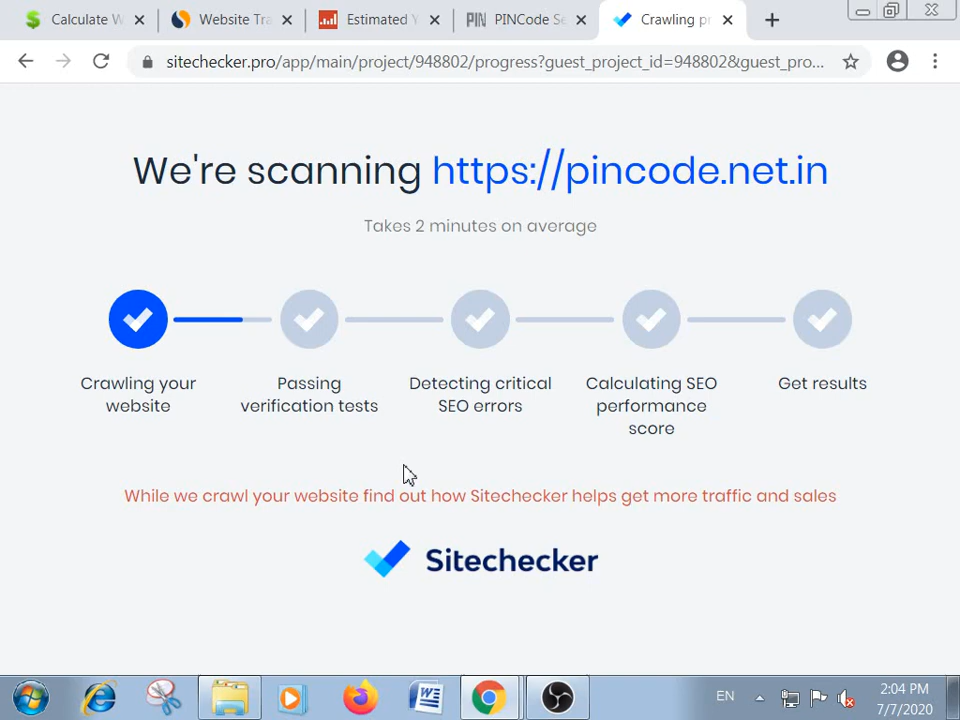 Calculate W
Website Tra
Estimated Y
PIN PINCode Se
Crawling pr
sitechecker.pro/app/main/project/948802/progress?guest_project_id=948802&guest_pro...
We're scanning https://pincode.net.in
Takes 2 minutes on average
Crawling your
website
Passing
verification tests
Detecting critical
SEO errors
Calculating SEO
performance
score
Get results
While we crawl your website find out how Sitechecker helps get more traffic and sales
Sitechecker
EN
2:04 PM
7/7/2020